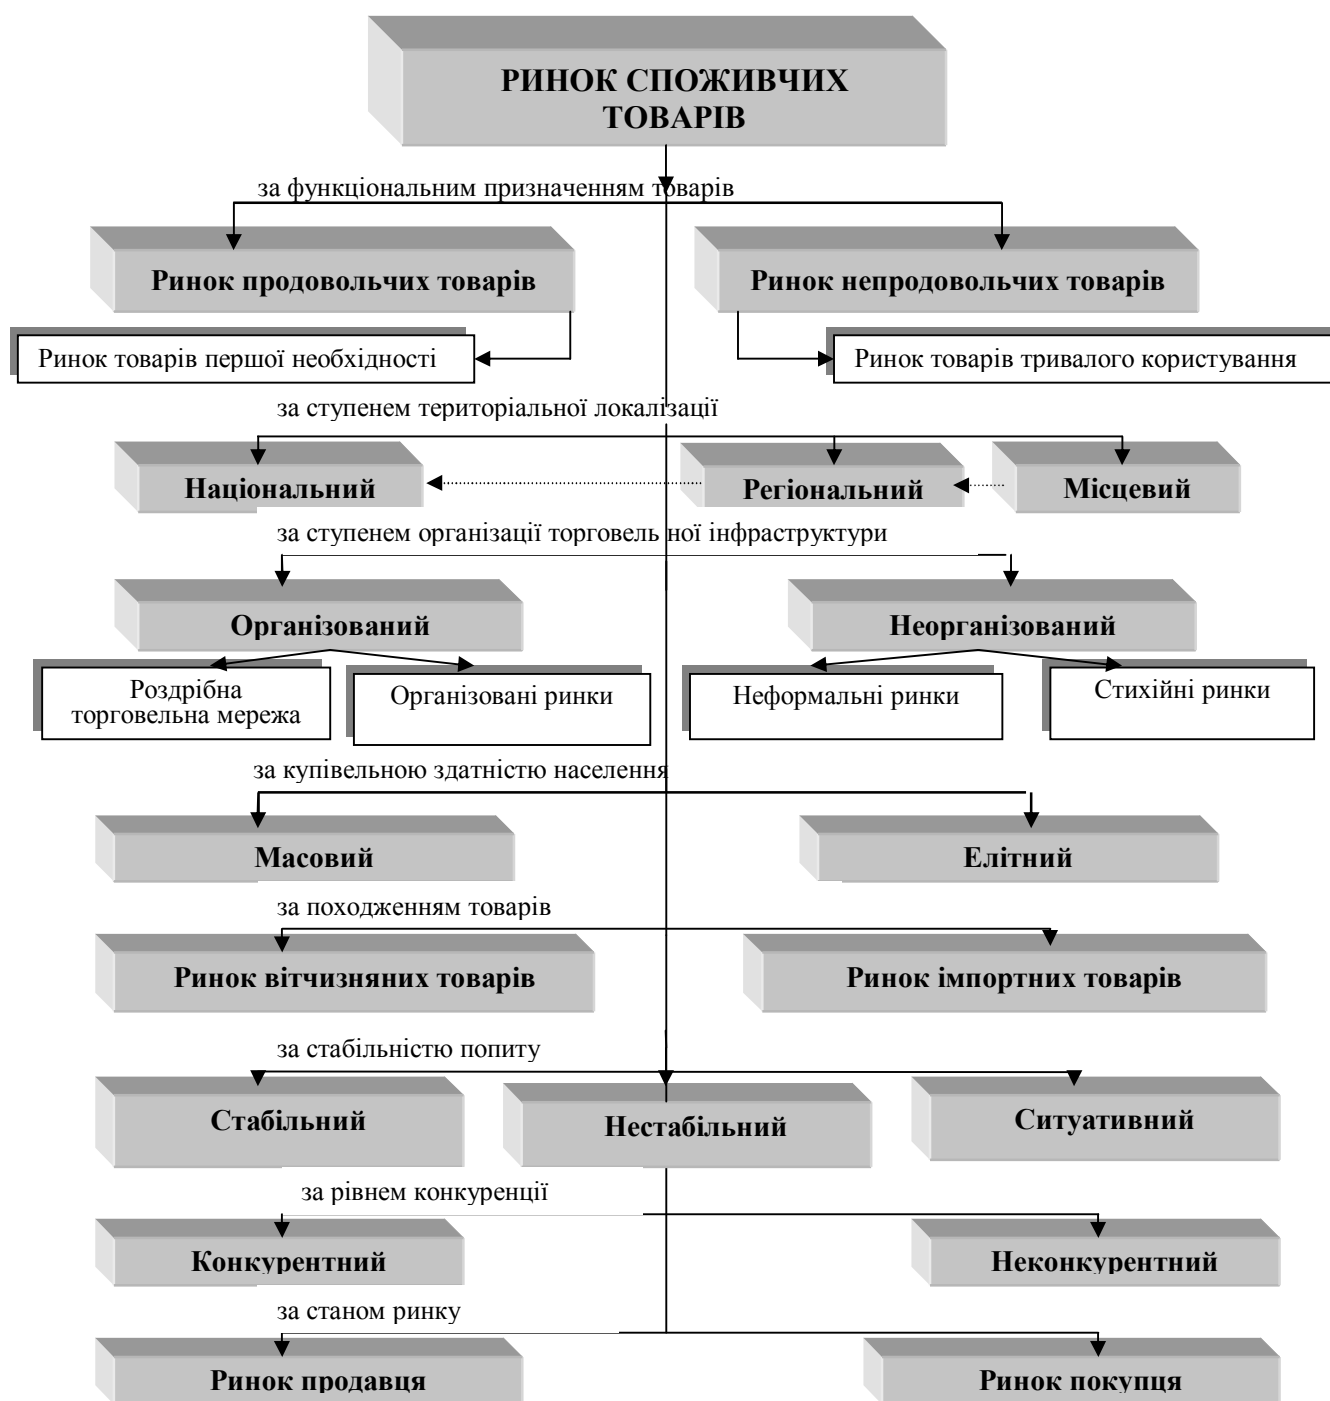 РИНОК СПОЖИВЧИХ
ТОВАРІВ
за функціональним призначенням товарів
Ринок продовольчих товарів
Ринок непродовольчих товарів
Ринок товарів першої необхідності
Ринок товарів тривалого користування
за ступенем територіальної локалізації
Національний
Регіональний
Місцевий
за ступенем організації торговель ної інфраструктури
Організований
Неорганізований
Роздрібна
торговельна мережа
Організовані ринки
Неформальні ринки
Стихійні ринки
за купівельною здатністю населення
Масовий
Елітний
за походженням товарів
Ринок вітчизняних товарів
Ринок імпортних товарів
за стабільністю попиту
Стабільний
Нестабільний
Ситуативний
за рівнем конкуренції
Конкурентний
Неконкурентний
за станом ринку
Ринок продавця
Ринок покупця